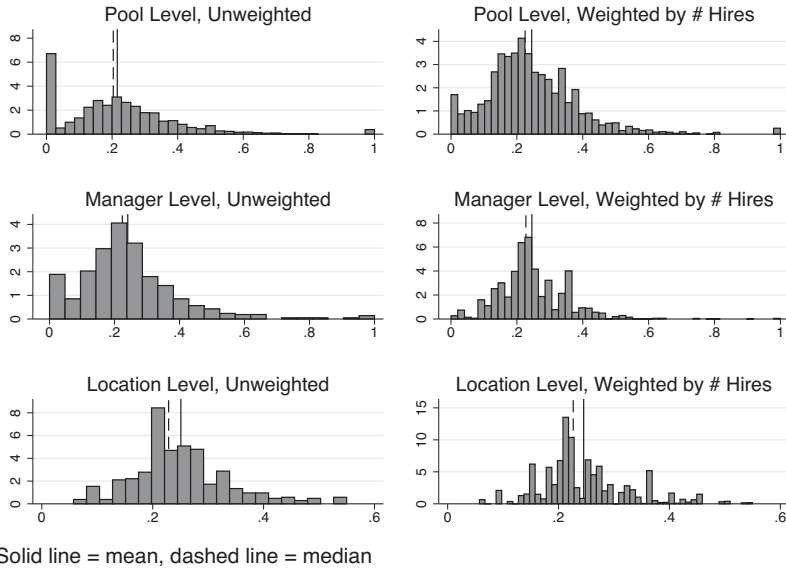 Pool Level, Unweighted
Pool Level, Weighted by # Hires
0 2 4 6 8
0 .2 .4 .6 .8 1
0 1 2 3 4
0 .2 .4 .6 .8 1
Manager Level, Unweighted
Manager Level, Weighted by # Hires
0 1 2 3 4
0 .2 .4 .6 .8 1
0 2 4 6 8
0 .2 .4 .6 .8 1
Location Level, Unweighted
Location Level, Weighted by # Hires
0 2 4 6 8
0 .2 .4 .6
0 5 10 15
0 .2 .4 .6
Solid line = mean, dashed line = median